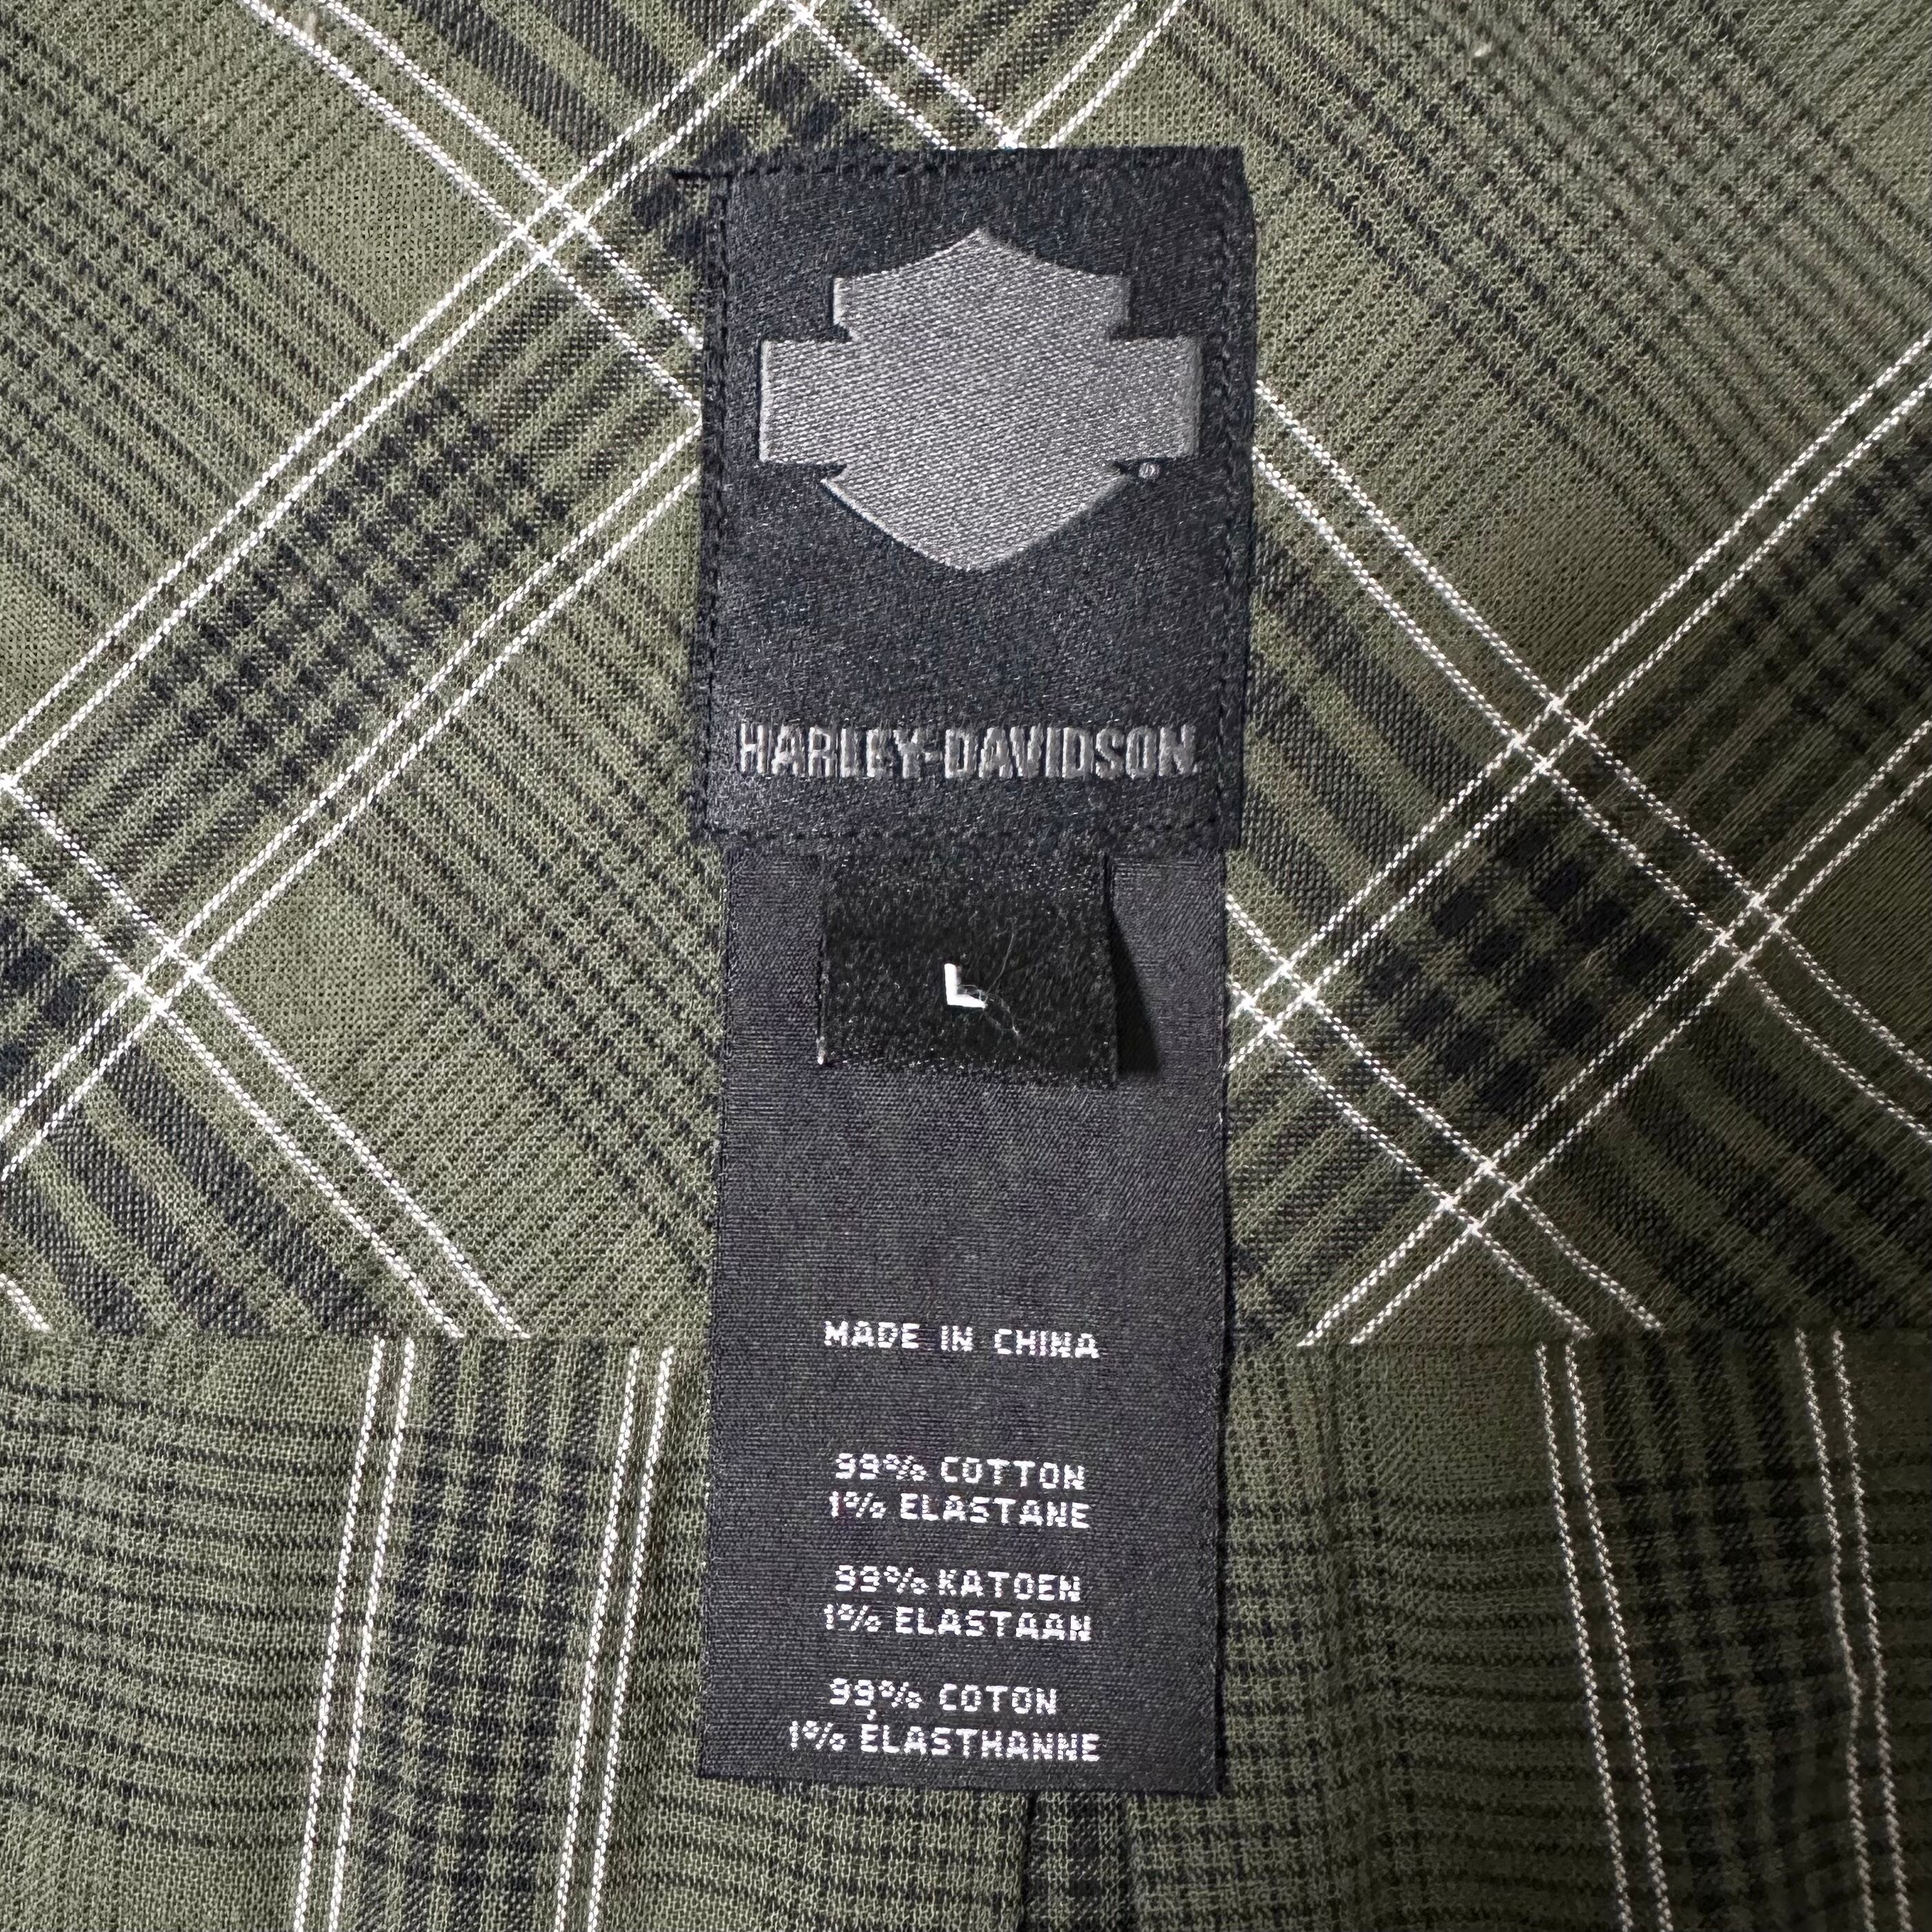 ®
HARLEY-DAVIDSON
L
MADE IN CHINA
99% COTTON
1% ELASTANE
99% KATOEN
1% ELASTAAN
99% COTON
1% ÉLASTHANNE